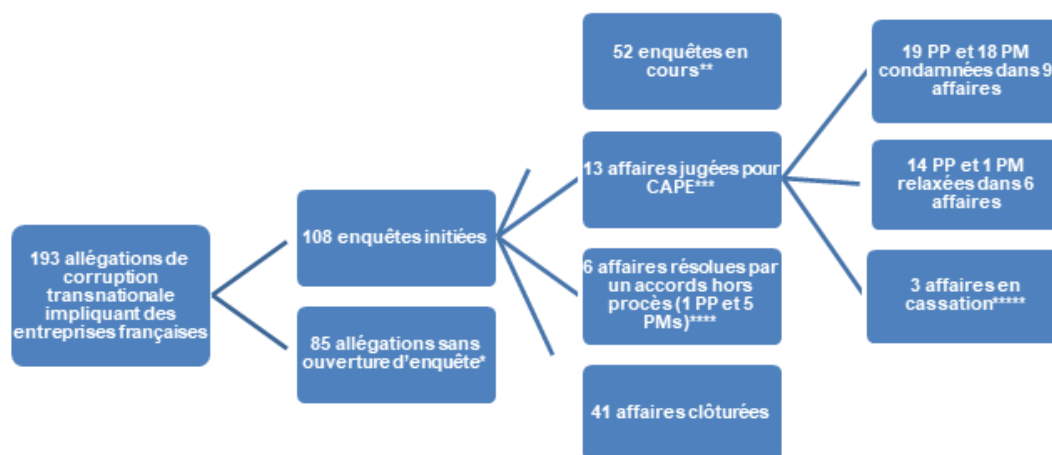 193 allégations de
corruption
transnationale
impliquant des
entreprises françaises
108 enquêtes initiées
85 allégations sans
ouverture d'enquête*
52 enquêtes en
cours**
13 affaires jugées pour
CAPE***
6 affaires résolues par
un accords hors
procès (1 PP et 5
PMs)****
41 affaires clôturées
19 PP et 18 PM
condamnées dans 9
affaires
14 PP et 1 PM
relaxées dans 6
affaires
3 affaires en
cassation*****